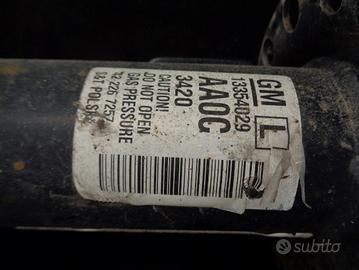 GM L
13354029
AA0C
3420
CAUTION!
DO NOT OPEN
GAS PRESSURE
subito